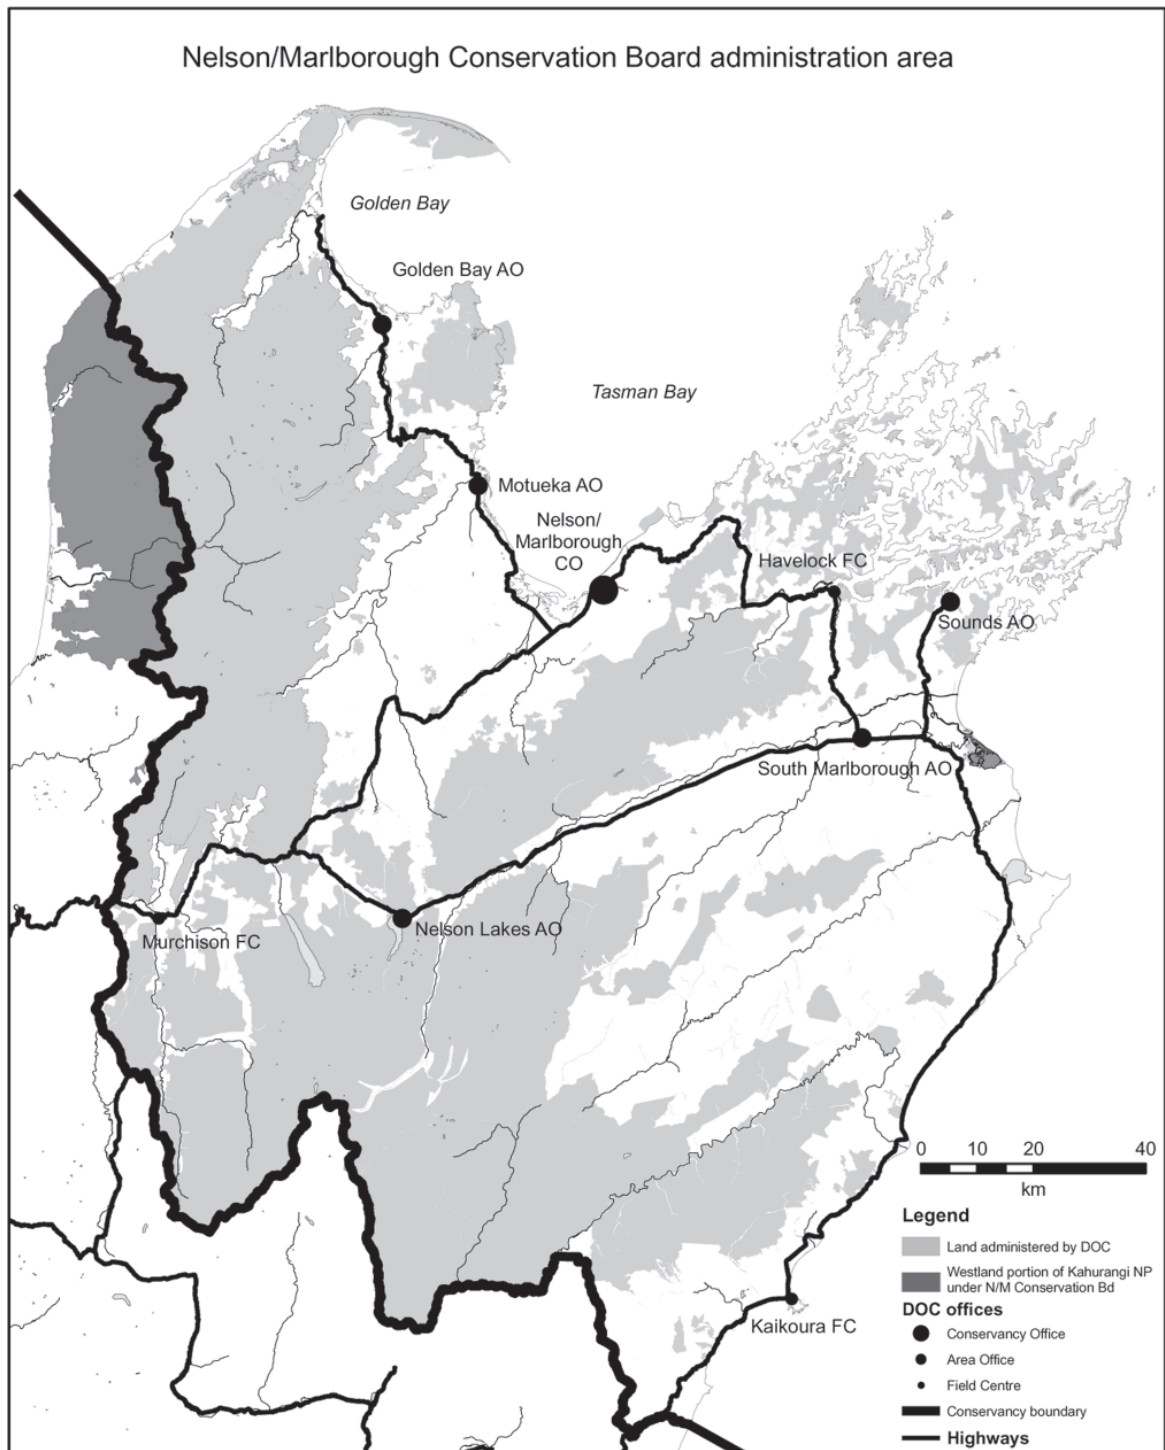 Nelson/Marlborough Conservation Board administration area
Golden Bay
Golden Bay AO
Tasman Bay
Motueka AO
Nelson/
Marlborough
CO
Havelock FC
Sounds AO
South Marlborough AO
Nelson Lakes AO
Murchison FC
0 10 20 40
km
Legend
Land administered by DOC
Westland portion of Kahurangi NP
under N/M Conservation Bd
DOC offices
Conservancy Office
Area Office
Field Centre
Conservancy boundary
Highways
Kaikoura FC